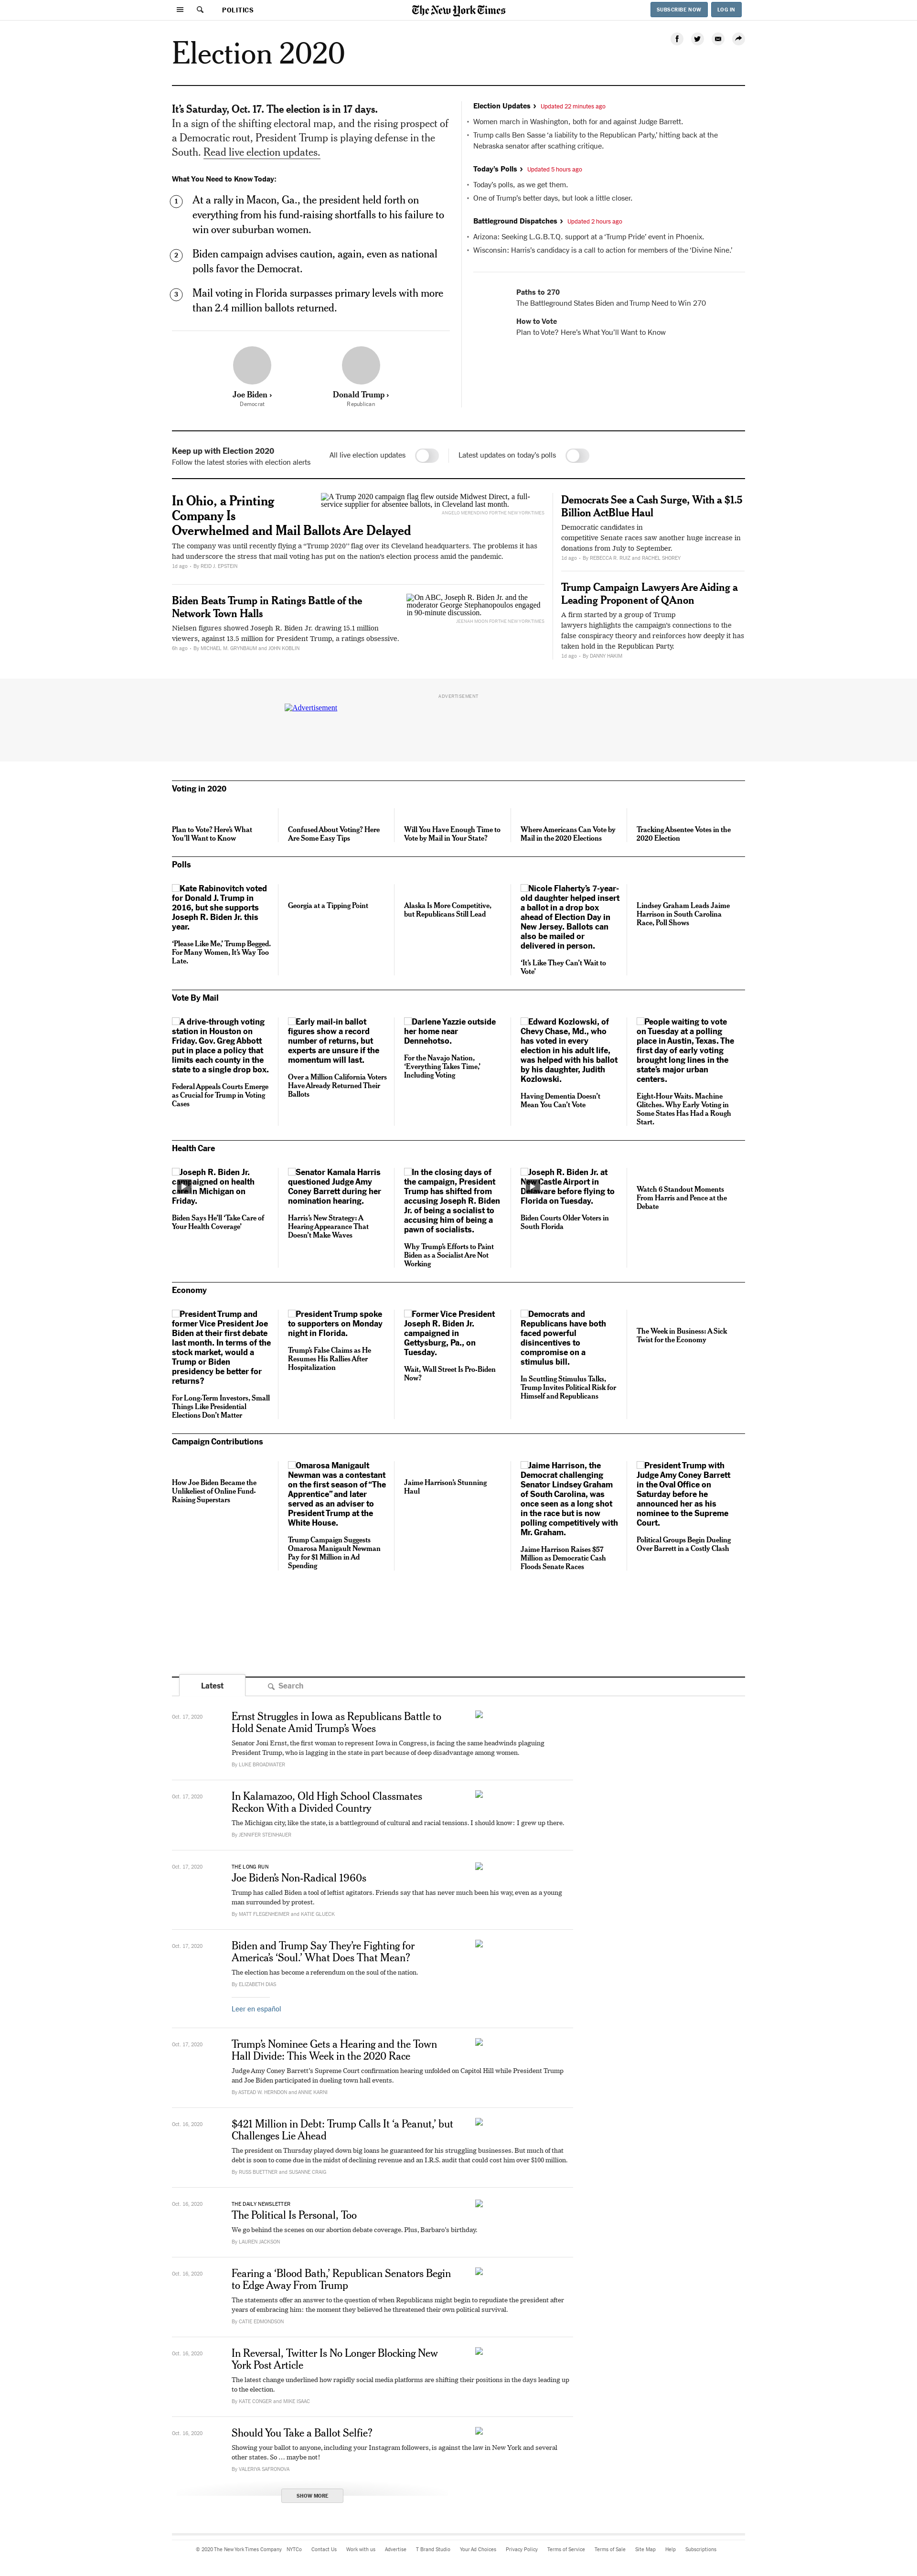 POLITICS
The New York Times
SUBSCRIBE NOW
LOG IN
Election 2020
It's Saturday, Oct. 17. The election is in 17 days.
In a sign of the shifting electoral map, and the rising prospect of
a Democratic rout, President Trump is playing defense in the
South. Read live election updates.
What You Need to Know Today:
1
At a rally in Macon, Ga., the president held forth on
everything from his fund-raising shortfalls to his failure to
win over suburban women.
2
Biden campaign advises caution, again, even as national
polls favor the Democrat.
3
Mail voting in Florida surpasses primary levels with more
than 2.4 million ballots returned.
Joe Biden ›
Democrat
Donald Trump ›
Republican
Election Updates › Updated 22 minutes ago
• Women march in Washington, both for and against Judge Barrett.
• Trump calls Ben Sasse ‘a liability to the Republican Party,’ hitting back at the
Nebraska senator after scathing critique.
Today's Polls › Updated 5 hours ago
• Today's polls, as we get them.
• One of Trump's better days, but look a little closer.
Battleground Dispatches › Updated 2 hours ago
• Arizona: Seeking L.G.B.T.Q. support at a ‘Trump Pride’ event in Phoenix.
• Wisconsin: Harris's candidacy is a call to action for members of the ‘Divine Nine.’
Paths to 270
The Battleground States Biden and Trump Need to Win 270
How to Vote
Plan to Vote? Here's What You'll Want to Know
Keep up with Election 2020
Follow the latest stories with election alerts
All live election updates
Latest updates on today's polls
In Ohio, a Printing
Company Is
Overwhelmed and Mail Ballots Are Delayed
A Trump 2020 campaign flag flew outside Midwest Direct, a full-
service supplier for absentee ballots, in Cleveland last month.
ANGELO MERENDINO FOR THE NEW YORK TIMES
The company was until recently flying a “Trump 2020” flag over its Cleveland headquarters. The problems it has
had underscore the stress that mail voting has put on the nation's election process amid the pandemic.
1d ago – By REID J. EPSTEIN
Biden Beats Trump in Ratings Battle of the
Network Town Halls
Nielsen figures showed Joseph R. Biden Jr. drawing 15.1 million
viewers, against 13.5 million for President Trump, a ratings obsessive.
6h ago – By MICHAEL M. GRYNBAUM and JOHN KOBLIN
On ABC, Joseph R. Biden Jr. and the
moderator George Stephanopoulos engaged
in 90-minute discussion.
JEENAH MOON FOR THE NEW YORK TIMES
Democrats See a Cash Surge, With a $1.5
Billion ActBlue Haul
Democratic candidates in
competitive Senate races saw another huge increase in
donations from July to September.
1d ago – By REBECCA R. RUIZ and RACHEL SHOREY
Trump Campaign Lawyers Are Aiding a
Leading Proponent of QAnon
A firm started by a group of Trump
lawyers highlights the campaign's connections to the
false conspiracy theory and reinforces how deeply it has
taken hold in the Republican Party.
1d ago – By DANNY HAKIM
ADVERTISEMENT
Advertisement
Voting in 2020
Plan to Vote? Here's What
You'll Want to Know
Confused About Voting? Here
Are Some Easy Tips
Will You Have Enough Time to
Vote by Mail in Your State?
Where Americans Can Vote by
Mail in the 2020 Elections
Tracking Absentee Votes in the
2020 Election
Polls
Kate Rabinovitch voted
for Donald J. Trump in
2016, but she supports
Joseph R. Biden Jr. this
year.
‘Please Like Me,’ Trump Begged.
For Many Women, It's Way Too
Late.
Georgia at a Tipping Point
Alaska Is More Competitive,
but Republicans Still Lead
Nicole Flaherty's 7-year-
old daughter helped insert
a ballot in a drop box
ahead of Election Day in
New Jersey. Ballots can
also be mailed or
delivered in person.
‘It's Like They Can't Wait to
Vote’
Lindsey Graham Leads Jaime
Harrison in South Carolina
Race, Poll Shows
Vote By Mail
A drive-through voting
station in Houston on
Friday. Gov. Greg Abbott
put in place a policy that
limits each county in the
state to a single drop box.
Federal Appeals Courts Emerge
as Crucial for Trump in Voting
Cases
Early mail-in ballot
figures show a record
number of returns, but
experts are unsure if the
momentum will last.
Over a Million California Voters
Have Already Returned Their
Ballots
Darlene Yazzie outside
her home near
Dennehotso.
For the Navajo Nation,
‘Everything Takes Time,’
Including Voting
Edward Kozlowski, of
Chevy Chase, Md., who
has voted in every
election in his adult life,
was helped with his ballot
by his daughter, Judith
Kozlowski.
Having Dementia Doesn't
Mean You Can't Vote
People waiting to vote
on Tuesday at a polling
place in Austin, Texas. The
first day of early voting
brought long lines in the
state's major urban
centers.
Eight-Hour Waits. Machine
Glitches. Why Early Voting in
Some States Has Had a Rough
Start.
Health Care
Joseph R. Biden Jr.
campaigned on health
in Michigan on
Friday.
Biden Says He'll ‘Take Care of
Your Health Coverage’
Senator Kamala Harris
questioned Judge Amy
Coney Barrett during her
nomination hearing.
Harris's New Strategy: A
Hearing Appearance That
Doesn't Make Waves
In the closing days of
the campaign, President
Trump has shifted from
accusing Joseph R. Biden
Jr. of being a socialist to
accusing him of being a
pawn of socialists.
Why Trump's Efforts to Paint
Biden as a Socialist Are Not
Working
Joseph R. Biden Jr. at
New Castle Airport in
Delaware before flying to
Florida on Tuesday.
Biden Courts Older Voters in
South Florida
Watch 6 Standout Moments
From Harris and Pence at the
Debate
Economy
President Trump and
former Vice President Joe
Biden at their first debate
last month. In terms of the
stock market, would a
Trump or Biden
presidency be better for
returns?
For Long-Term Investors, Small
Things Like Presidential
Elections Don't Matter
President Trump spoke
to supporters on Monday
night in Florida.
Trump's False Claims as He
Resumes His Rallies After
Hospitalization
Former Vice President
Joseph R. Biden Jr.
campaigned in
Gettysburg, Pa., on
Tuesday.
Wait, Wall Street Is Pro-Biden
Now?
Democrats and
Republicans have both
faced powerful
disincentives to
compromise on a
stimulus bill.
In Scuttling Stimulus Talks,
Trump Invites Political Risk for
Himself and Republicans
The Week in Business: A Sick
Twist for the Economy
Campaign Contributions
How Joe Biden Became the
Unlikeliest of Online Fund-
Raising Superstars
Omarosa Manigault
Newman was a contestant
on the first season of “The
Apprentice” and later
served as an adviser to
President Trump at the
White House.
Trump Campaign Suggests
Omarosa Manigault Newman
Pay for $1 Million in Ad
Spending
Jaime Harrison's Stunning
Haul
Jaime Harrison, the
Democrat challenging
Senator Lindsey Graham
of South Carolina, was
once seen as a long shot
in the race but is now
polling competitively with
Mr. Graham.
Jaime Harrison Raises $57
Million as Democratic Cash
Floods Senate Races
President Trump with
Judge Amy Coney Barrett
in the Oval Office on
Saturday before he
announced her as his
nominee to the Supreme
Court.
Political Groups Begin Dueling
Over Barrett in a Costly Clash
Latest
Search
Oct. 17, 2020
Ernst Struggles in Iowa as Republicans Battle to
Hold Senate Amid Trump's Woes
Senator Joni Ernst, the first woman to represent Iowa in Congress, is facing the same headwinds plaguing
President Trump, who is lagging in the state in part because of deep disadvantage among women.
By LUKE BROADWATER
Oct. 17, 2020
In Kalamazoo, Old High School Classmates
Reckon With a Divided Country
The Michigan city, like the state, is a battleground of cultural and racial tensions. I should know: I grew up there.
By JENNIFER STEINHAUER
Oct. 17, 2020
THE LONG RUN
Joe Biden's Non-Radical 1960s
Trump has called Biden a tool of leftist agitators. Friends say that has never much been his way, even as a young
man surrounded by protest.
By MATT FLEGENHEIMER and KATIE GLUECK
Oct. 17, 2020
Biden and Trump Say They're Fighting for
America's ‘Soul.’ What Does That Mean?
The election has become a referendum on the soul of the nation.
By ELIZABETH DIAS
Leer en español
Oct. 17, 2020
Trump's Nominee Gets a Hearing and the Town
Hall Divide: This Week in the 2020 Race
Judge Amy Coney Barrett's Supreme Court confirmation hearing unfolded on Capitol Hill while President Trump
and Joe Biden participated in dueling town hall events.
By ASTEAD W. HERNDON and ANNIE KARNI
Oct. 16, 2020
$421 Million in Debt: Trump Calls It ‘a Peanut,’ but
Challenges Lie Ahead
The president on Thursday played down big loans he guaranteed for his struggling businesses. But much of that
debt is soon to come due in the midst of declining revenue and an I.R.S. audit that could cost him over $100 million.
By RUSS BUETTNER and SUSANNE CRAIG
Oct. 16, 2020
THE DAILY NEWSLETTER
The Political Is Personal, Too
We go behind the scenes on our abortion debate coverage. Plus, Barbaro's birthday.
By LAUREN JACKSON
Oct. 16, 2020
Fearing a ‘Blood Bath,’ Republican Senators Begin
to Edge Away From Trump
The statements offer an answer to the question of when Republicans might begin to repudiate the president after
years of embracing him: the moment they believed he threatened their own political survival.
By CATIE EDMONDSON
Oct. 16, 2020
In Reversal, Twitter Is No Longer Blocking New
York Post Article
The latest change underlined how rapidly social media platforms are shifting their positions in the days leading up
to the election.
By KATE CONGER and MIKE ISAAC
Oct. 16, 2020
Should You Take a Ballot Selfie?
Showing your ballot to anyone, including your Instagram followers, is against the law in New York and several
other states. So … maybe not!
By VALERIYA SAFRONOVA
SHOW MORE
© 2020 The New York Times Company NYTCo Contact Us Work with us Advertise T Brand Studio Your Ad Choices Privacy Policy Terms of Service Terms of Sale Site Map Help Subscriptions